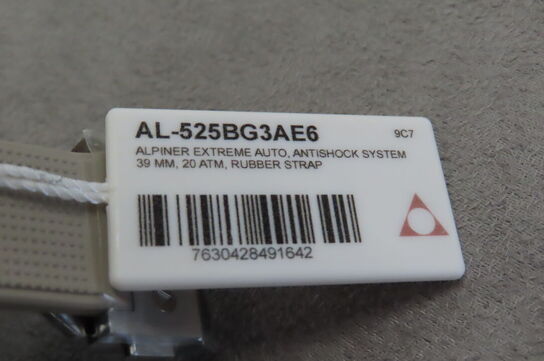 AL-525BG3AE6 9C7
ALPINER EXTREME AUTO, ANTISHOCK SYSTEM
39 MM, 20 ATM, RUBBER STRAP
7630428491642